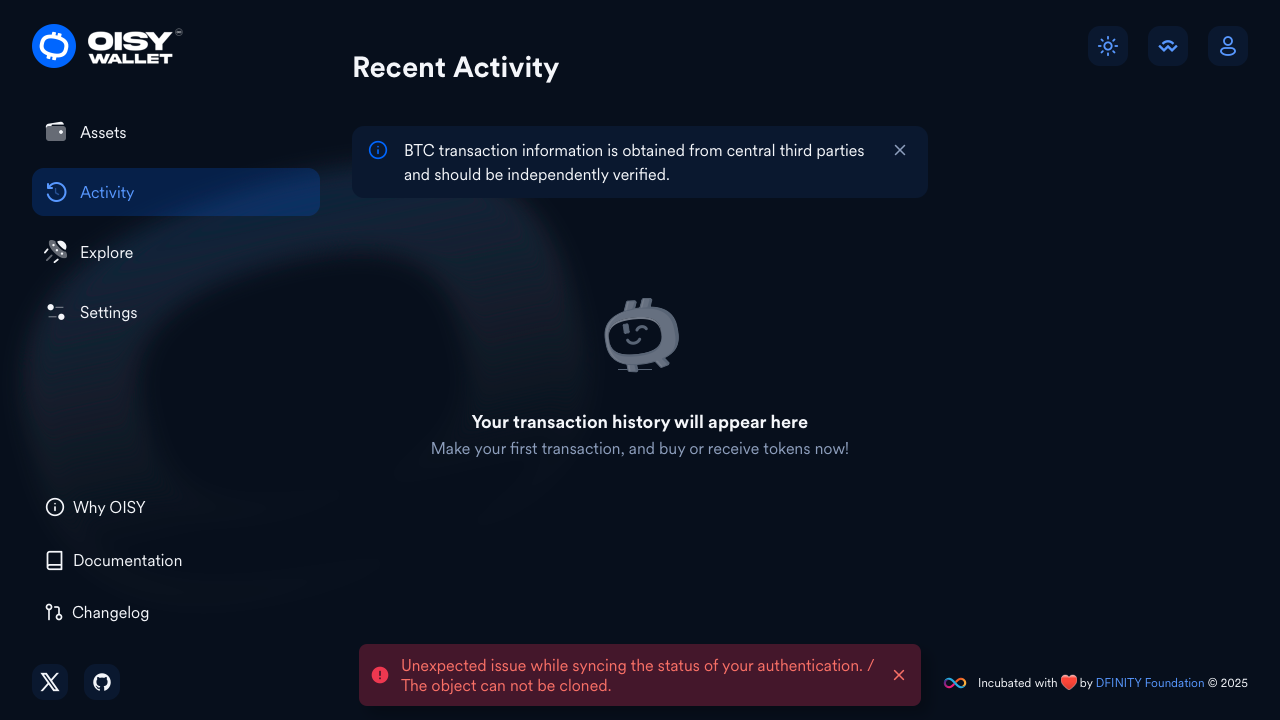 OISY
WALLET
Recent Activity
Assets
BTC transaction information is obtained from central third parties
and should be independently verified.
Activity
Explore
Settings
Your transaction history will appear here
Make your first transaction, and buy or receive tokens now!
Why OISY
Documentation
Changelog
Unexpected issue while syncing the status of your authentication. /
The object can not be cloned.
Incubated with ❤️ by DFINITY Foundation © 2025